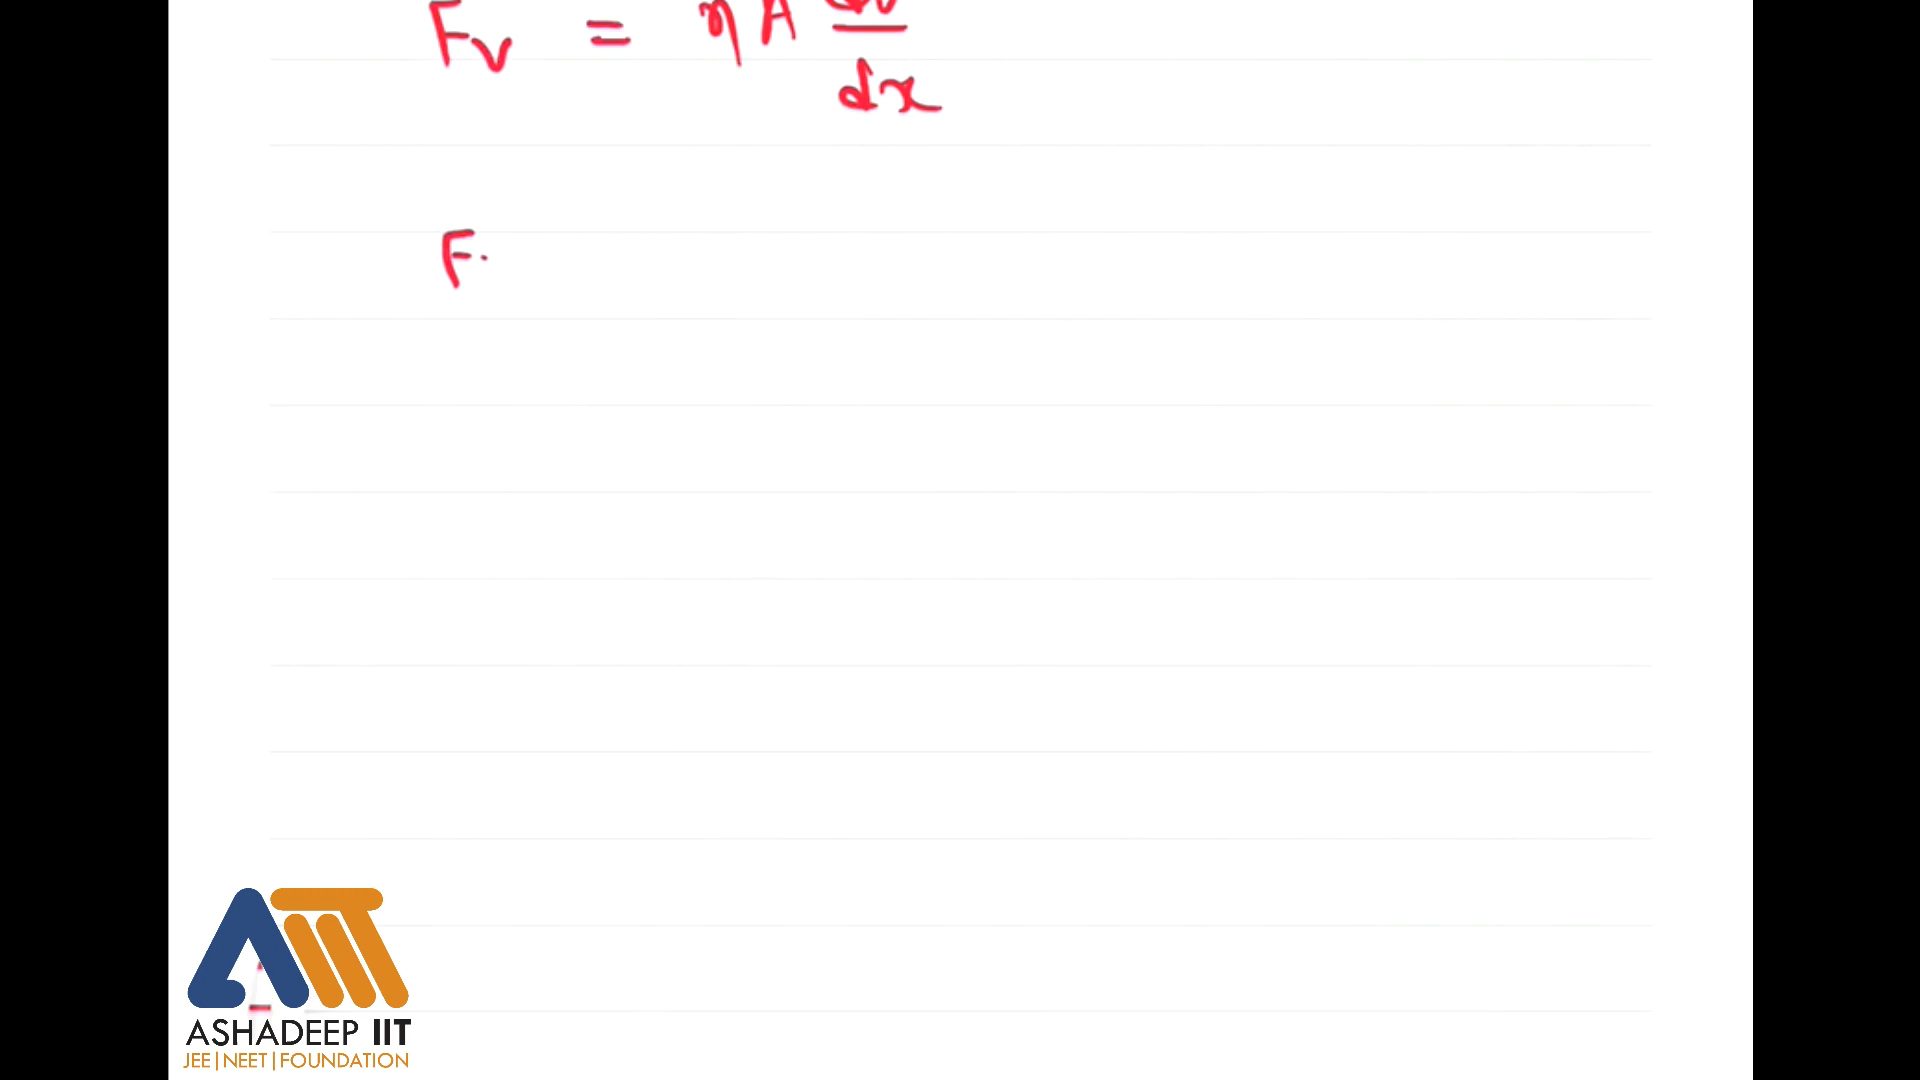 Fv = ηA dv/dx
F.
ASHADEEP IIT
JEE|NEET|FOUNDATION